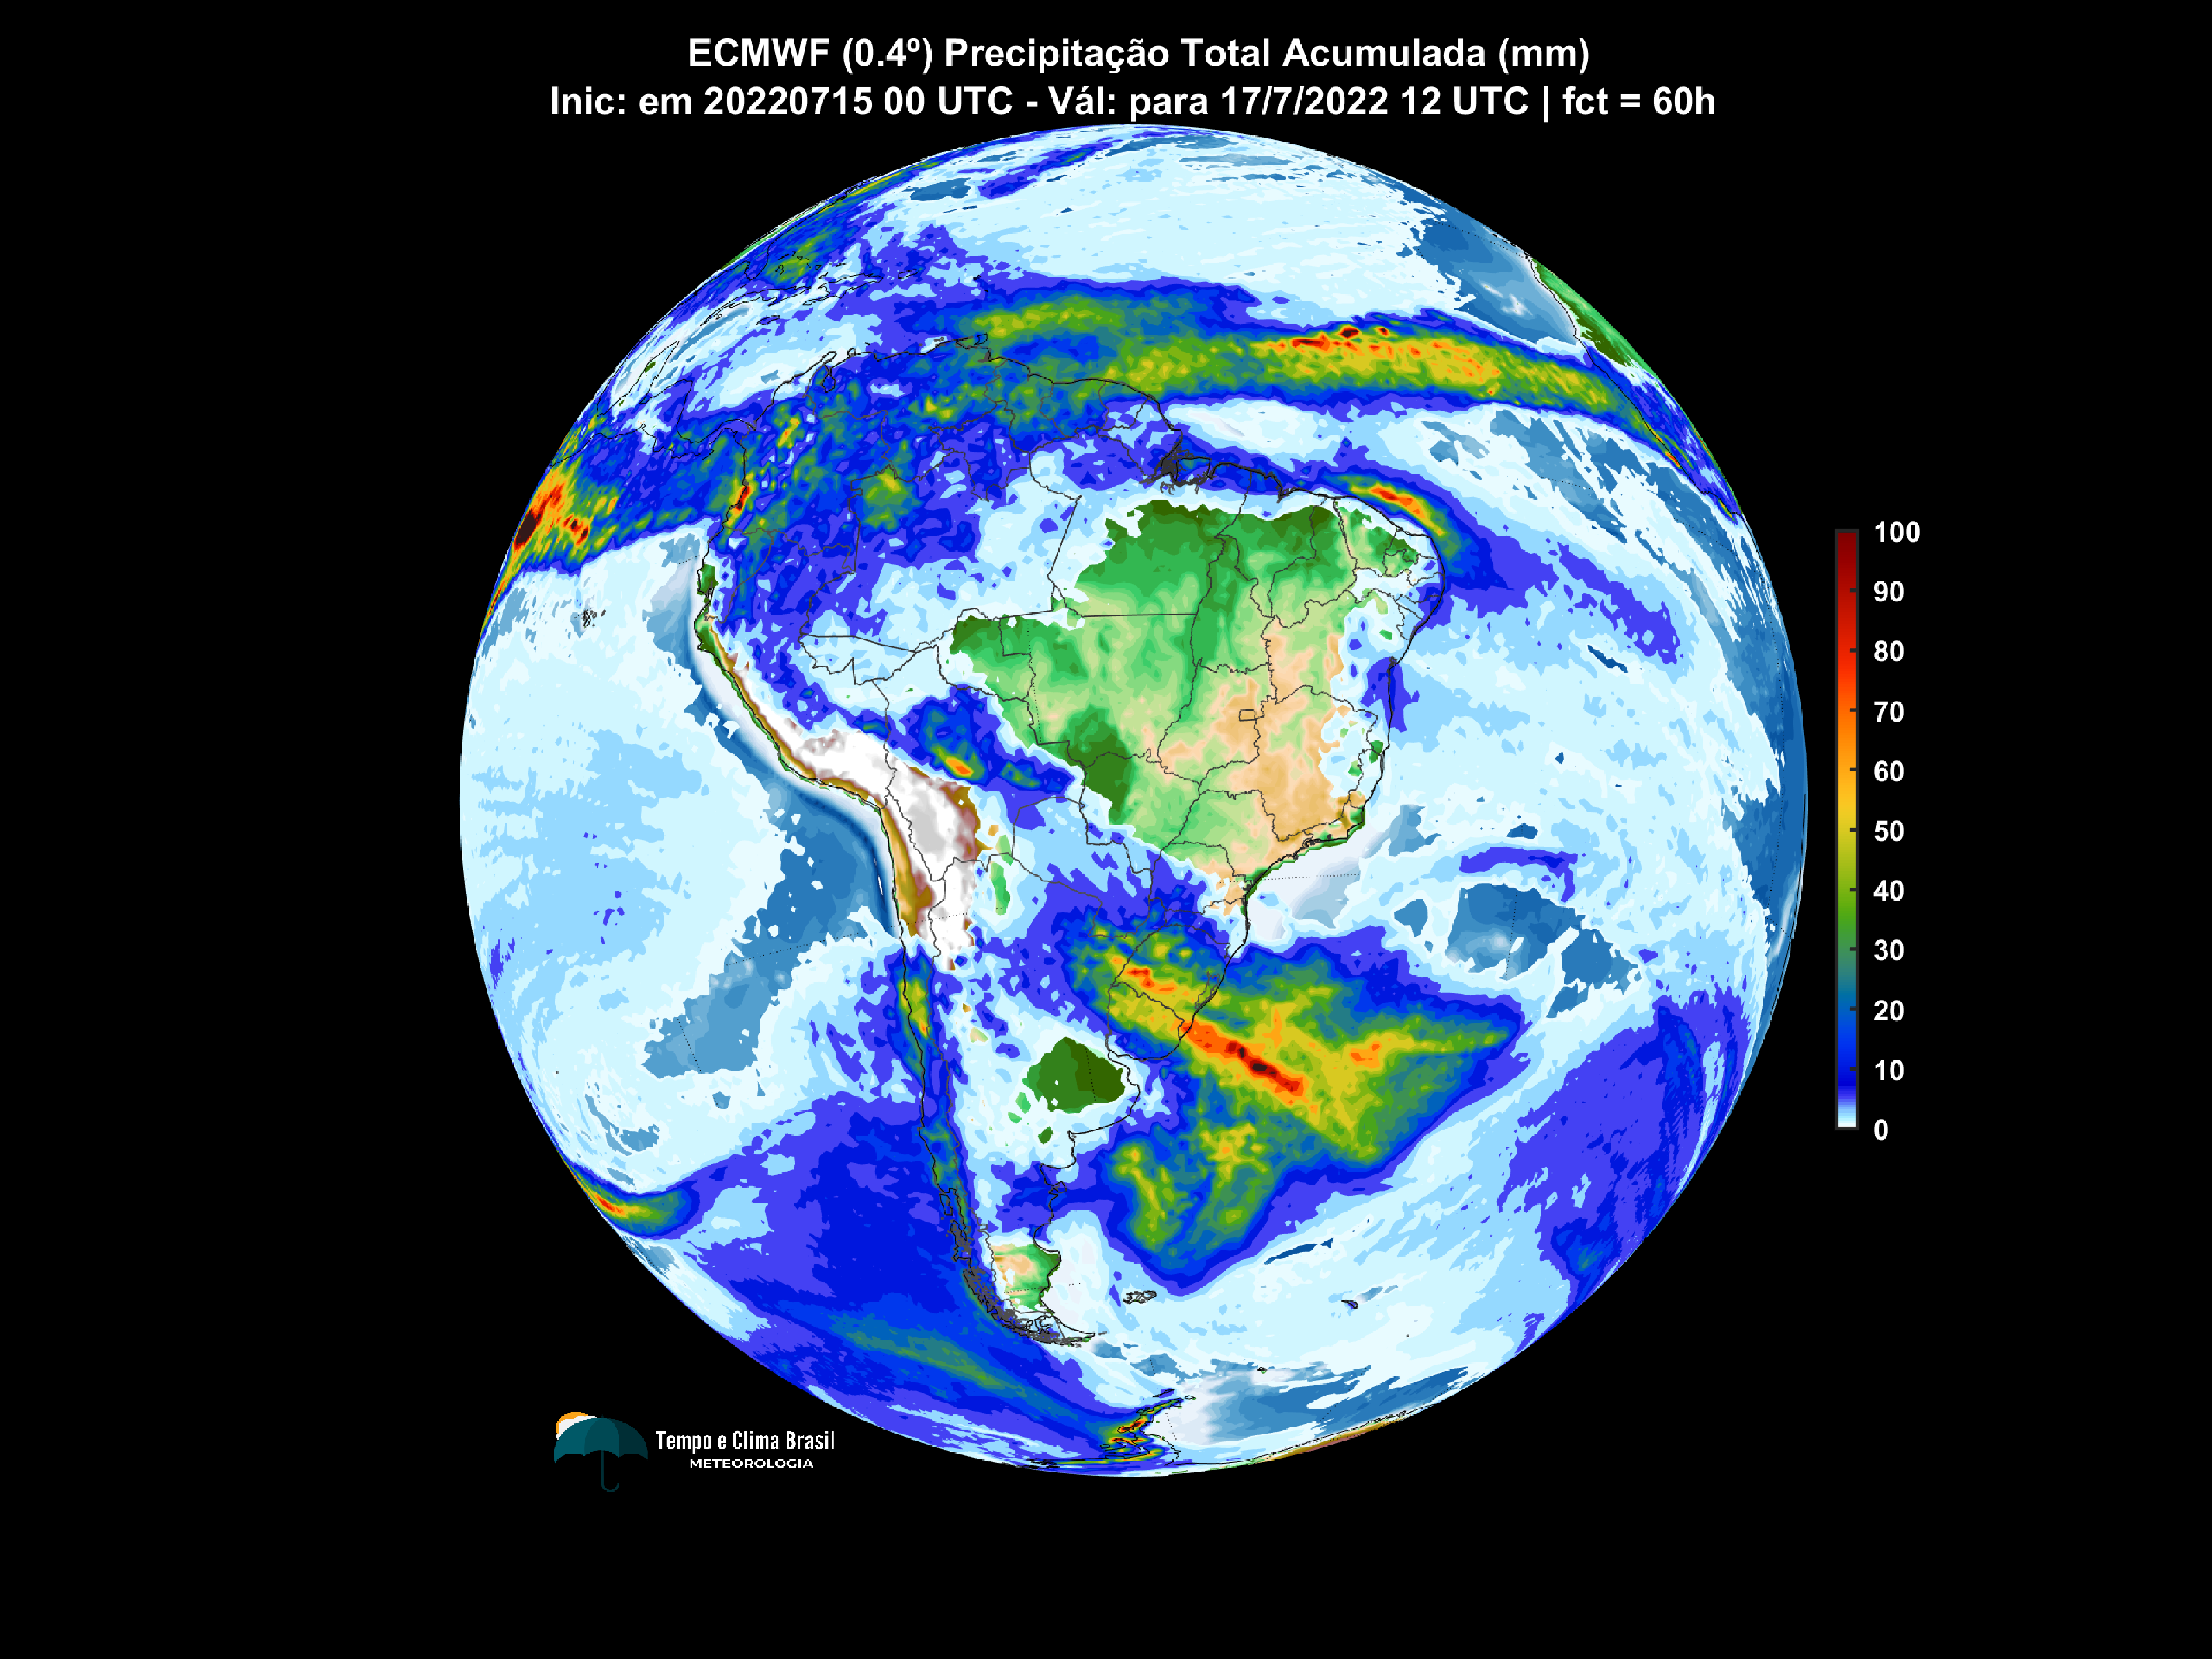 ECMWF (0.4º) Precipitação Total Acumulada (mm)
Inic: em 20220715 00 UTC - Vál: para 17/7/2022 12 UTC | fct = 60h
100
90
80
70
60
50
40
30
20
10
0
Tempo e Clima Brasil
METEOROLOGIA